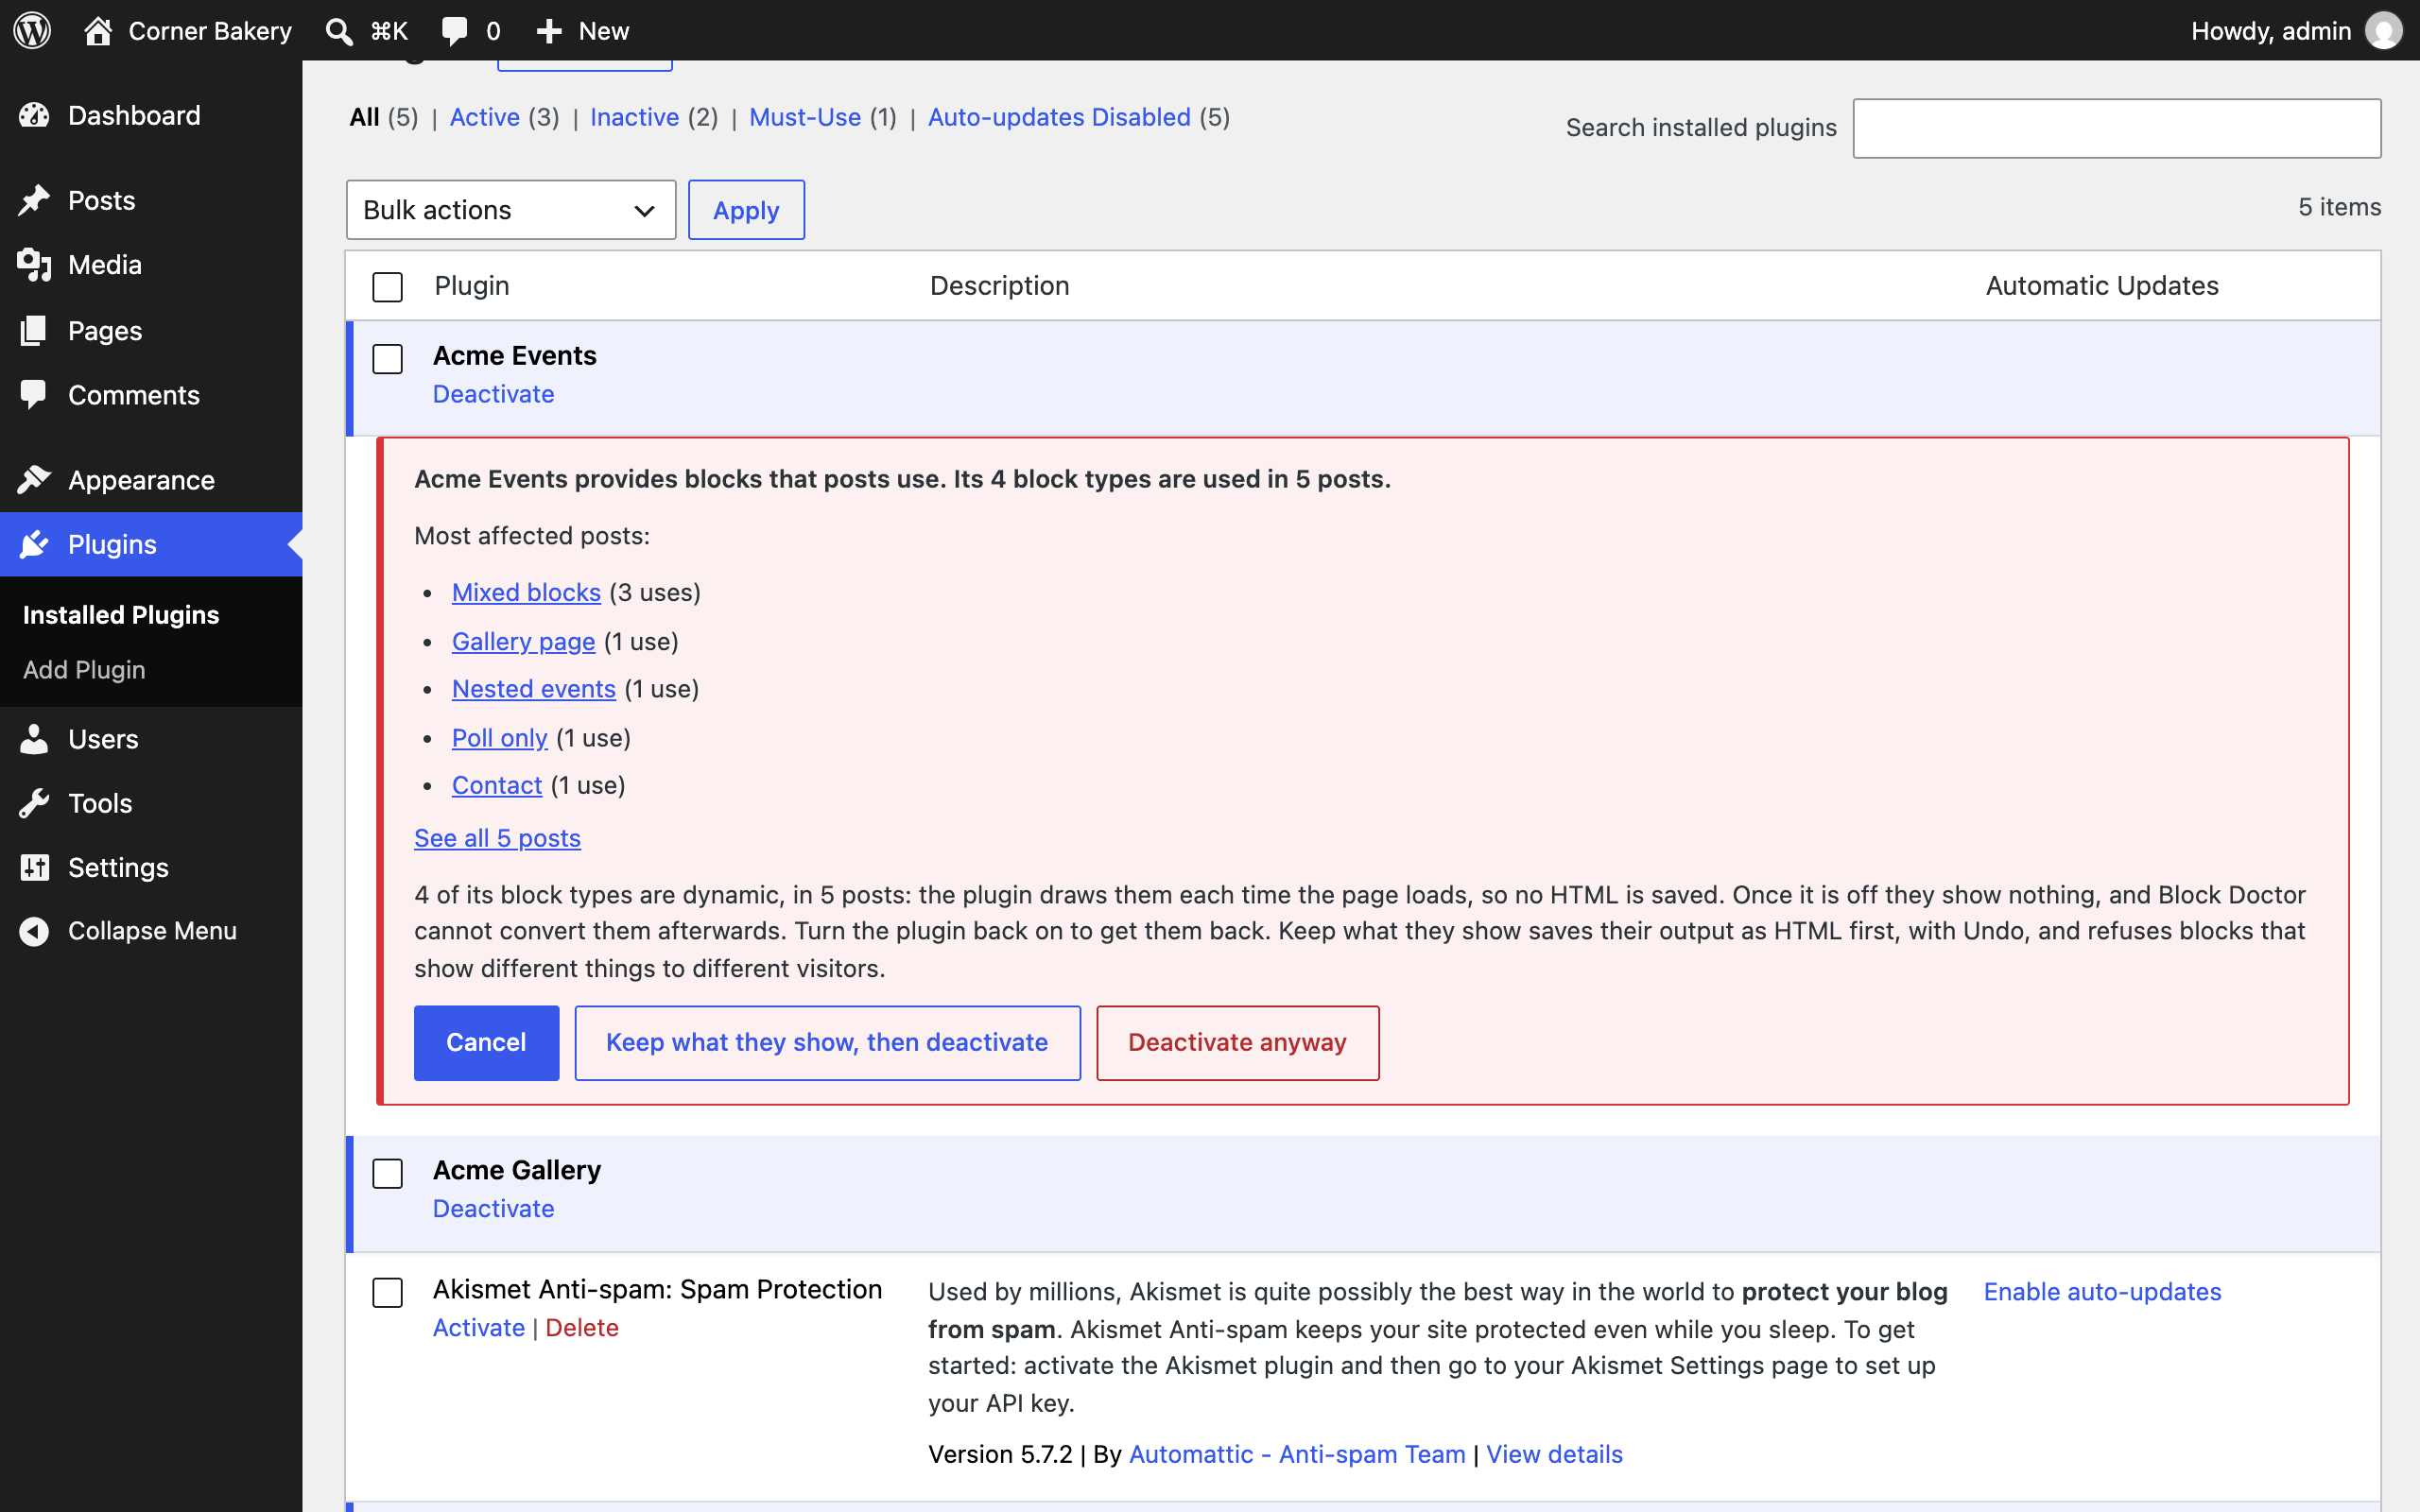 Corner Bakery
⌘K
0
New
Howdy, admin
Dashboard
Posts
Media
Pages
Comments
Appearance
Plugins
Installed Plugins
Add Plugin
Users
Tools
Settings
Collapse Menu
All (5) | Active (3) | Inactive (2) | Must-Use (1) | Auto-updates Disabled (5)
Search installed plugins
Bulk actions
Apply
5 items
Plugin
Description
Automatic Updates
Acme Events
Deactivate
Acme Events provides blocks that posts use. Its 4 block types are used in 5 posts.
Most affected posts:
• Mixed blocks (3 uses)
• Gallery page (1 use)
• Nested events (1 use)
• Poll only (1 use)
• Contact (1 use)
See all 5 posts
4 of its block types are dynamic, in 5 posts: the plugin draws them each time the page loads, so no HTML is saved. Once it is off they show nothing, and Block Doctor
cannot convert them afterwards. Turn the plugin back on to get them back. Keep what they show saves their output as HTML first, with Undo, and refuses blocks that
show different things to different visitors.
Cancel
Keep what they show, then deactivate
Deactivate anyway
Acme Gallery
Deactivate
Akismet Anti-spam: Spam Protection
Activate | Delete
Used by millions, Akismet is quite possibly the best way in the world to protect your blog
from spam. Akismet Anti-spam keeps your site protected even while you sleep. To get
started: activate the Akismet plugin and then go to your Akismet Settings page to set up
your API key.
Version 5.7.2 | By Automattic - Anti-spam Team | View details
Enable auto-updates